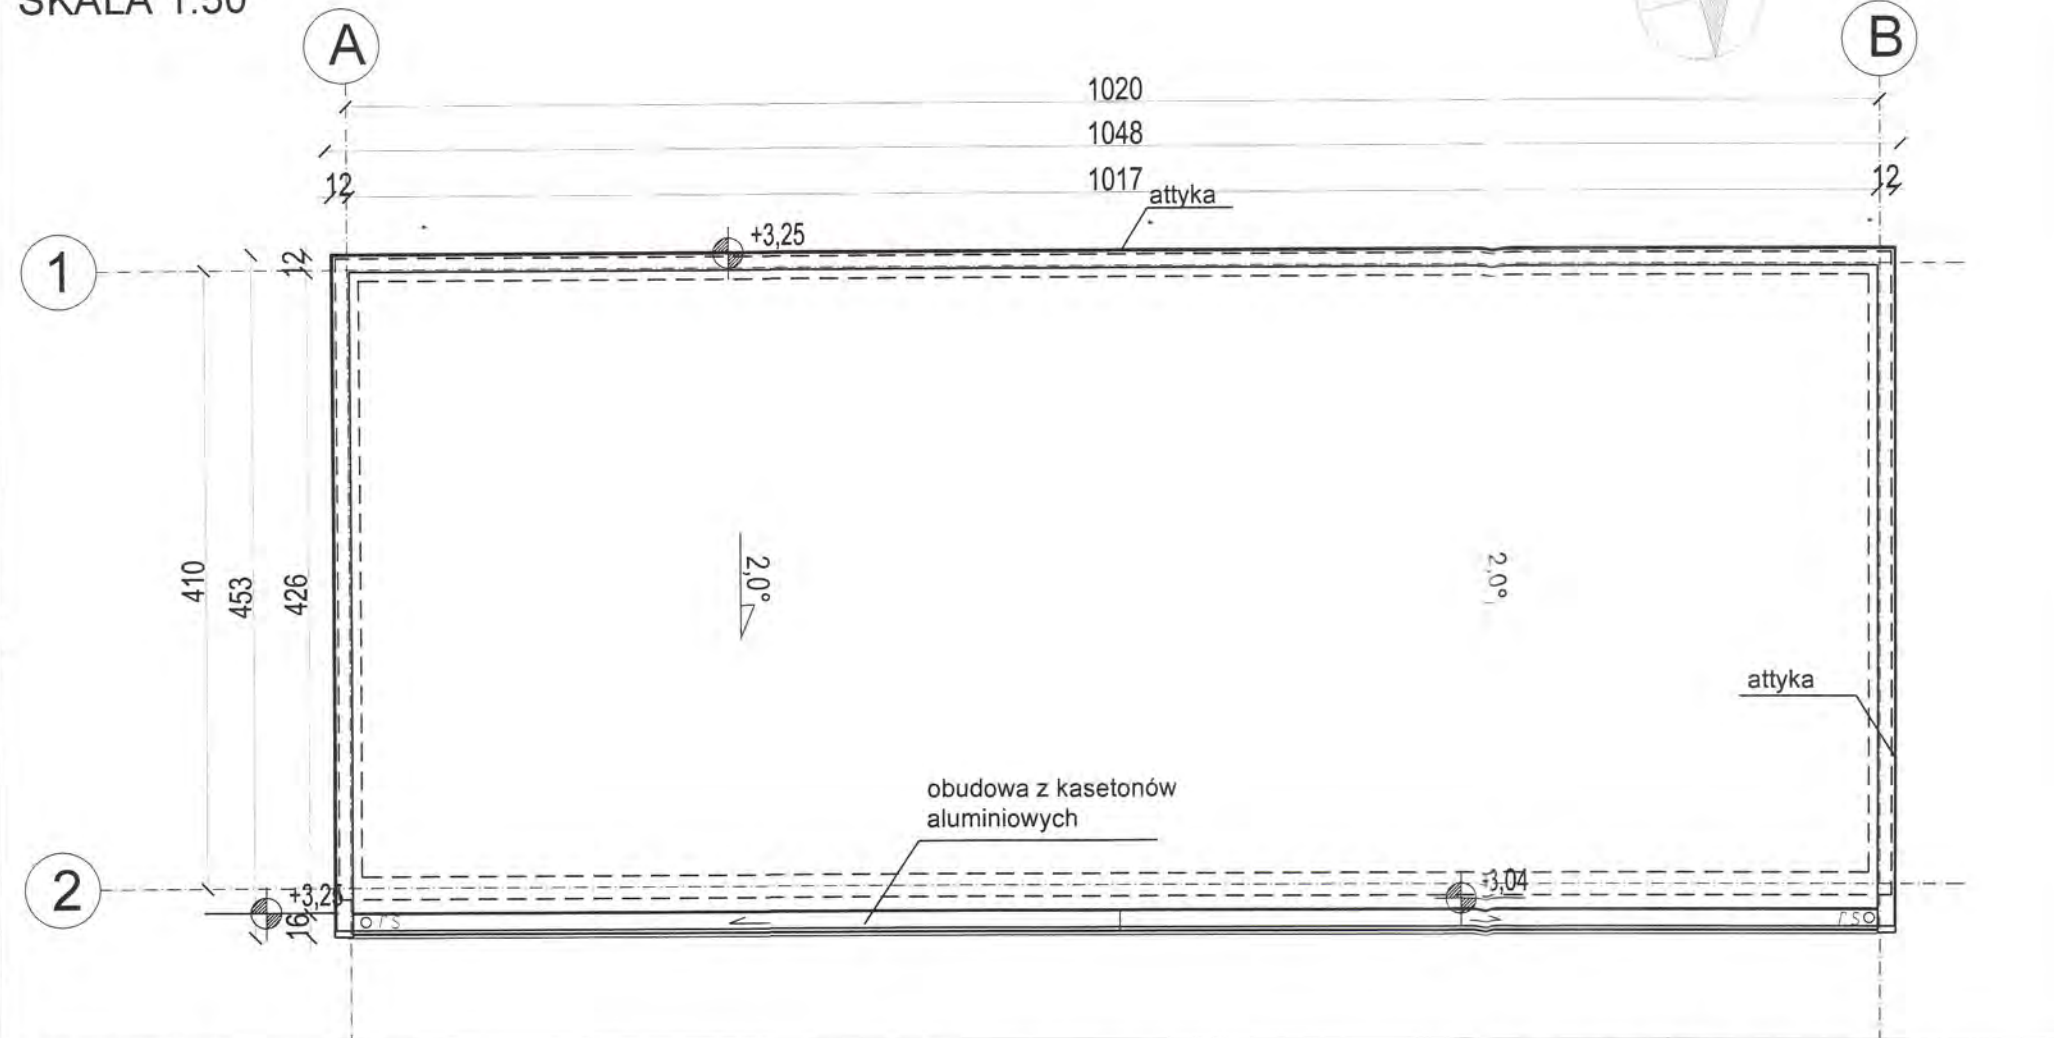 SKALA 1:50
A
B
1020
1048
12
1017
12
attyka
+3,25
1
12
410
453
426
2,0°
2,0°
attyka
obudowa z kasetonów
aluminiowych
2
+3,25
+3,04
16